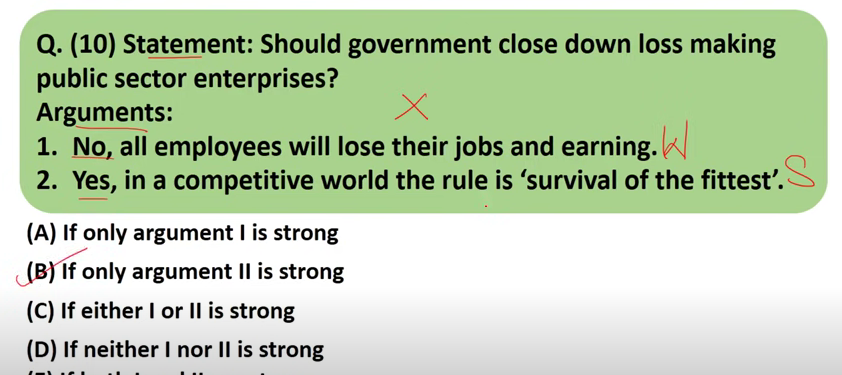 Q. (10) Statement: Should government close down loss making
public sector enterprises?
Arguments:
1. No, all employees will lose their jobs and earning. W
2. Yes, in a competitive world the rule is ‘survival of the fittest’. S
(A) If only argument I is strong
(B) If only argument II is strong
(C) If either I or II is strong
(D) If neither I nor II is strong